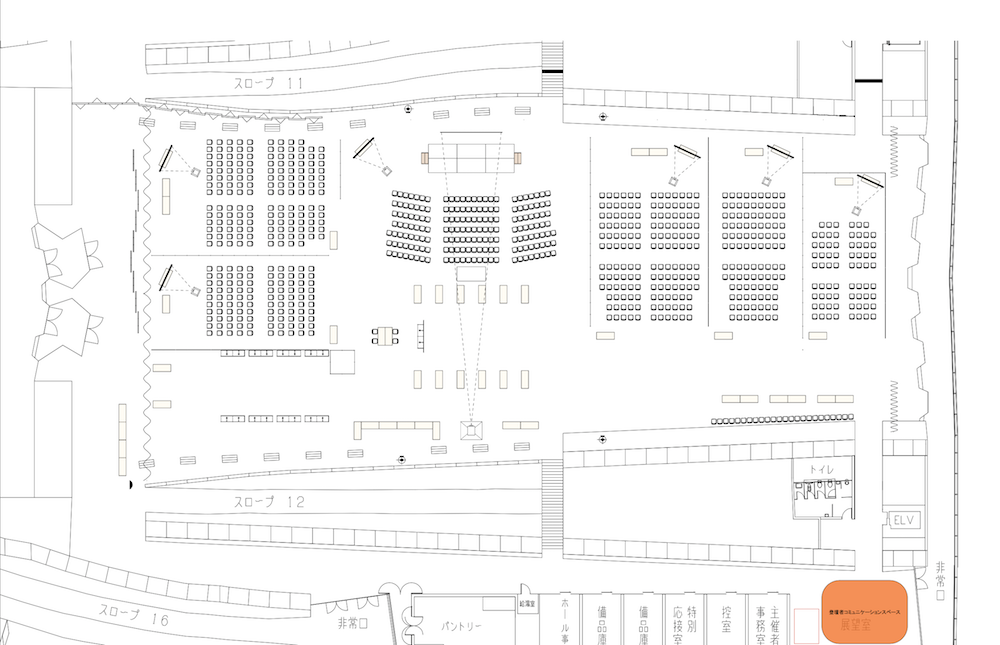 スロープ 11
スロープ 12
トイレ
ELV
非常口
スロープ 16
非常口
パントリー
給湯室
ホール事
備品庫
備品庫
特別
応接室
控室
主催者
事務室
登壇者コミュニケーションスペース
展望室